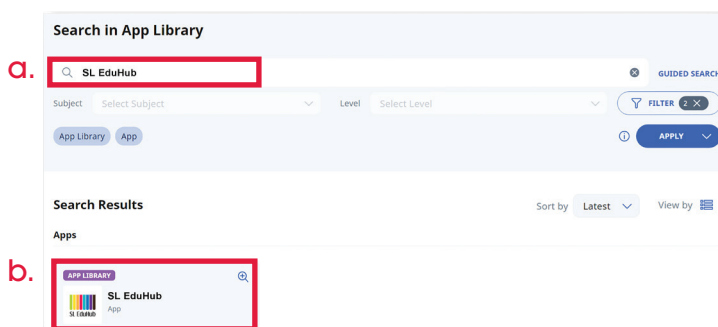 Search in App Library
a.
SL EduHub
GUIDED SEARCH
Subject Select Subject Level Select Level FILTER 2
App Library App APPLY
Search Results Sort by Latest View by
Apps
b.
APP LIBRARY
SL EduHub
App
SL EduHub